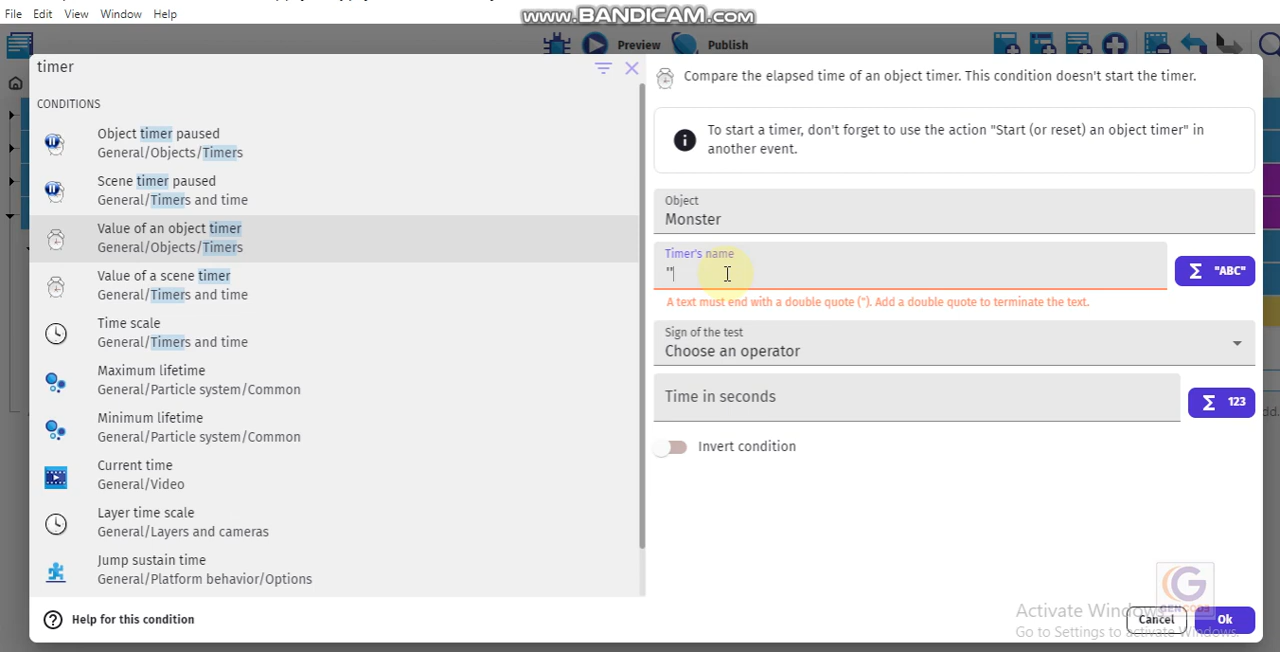 www.BANDICAM.com
File Edit View Window Help
Preview Publish
timer
CONDITIONS
Object timer paused
General/Objects/Timers
Scene timer paused
General/Timers and time
Value of an object timer
General/Objects/Timers
Value of a scene timer
General/Timers and time
Time scale
General/Timers and time
Maximum lifetime
General/Particle system/Common
Minimum lifetime
General/Particle system/Common
Current time
General/Video
Layer time scale
General/Layers and cameras
Jump sustain time
General/Platform behavior/Options
Help for this condition
Compare the elapsed time of an object timer. This condition doesn't start the timer.
To start a timer, don't forget to use the action "Start (or reset) an object timer" in
another event.
Object
Monster
Timer's name
"
Σ "ABC"
A text must end with a double quote ("). Add a double quote to terminate the text.
Sign of the test
Choose an operator
Time in seconds
Σ 123
Invert condition
Activate Windows
Go to Settings to activate Windows.
Cancel Ok